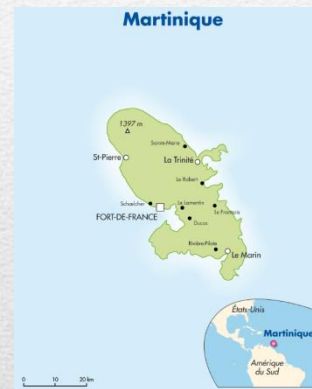 Martinique
1397 m
Sainte-Marie
St-Pierre
La Trinité
Le Robert
Schœlcher
Le Lamentin
Le François
FORT-DE-FRANCE
Ducos
Rivière-Pilote
Le Marin
États-Unis
Martinique
Amérique
du Sud
0 10 20 km